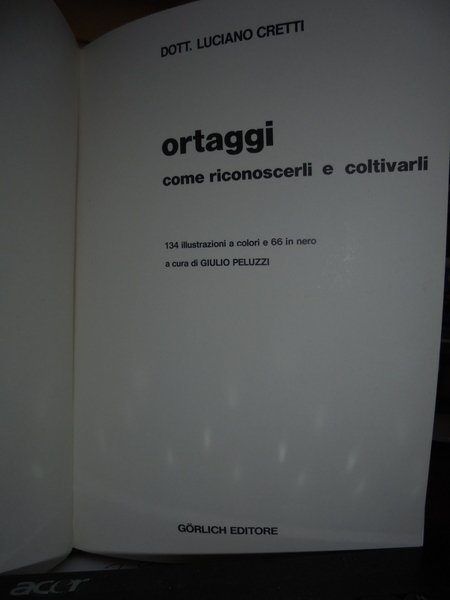 DOTT. LUCIANO CRETTI
ortaggi
come riconoscerli e coltivarli
134 illustrazioni a colori e 66 in nero
a cura di GIULIO PELUZZI
GÖRLICH EDITORE
acer